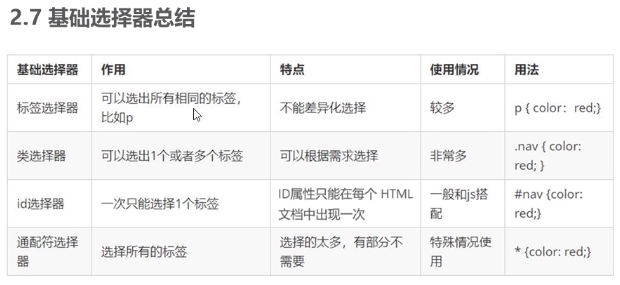 2.7 基础选择器总结
基础选择器 作用 特点 使用情况 用法
标签选择器 可以选出所有相同的标签，比如p 不能差异化选择 较多 p { color：red;}
类选择器 可以选出1个或者多个标签 可以根据需求选择 非常多 .nav { color: red; }
id选择器 一次只能选择1个标签 ID属性只能在每个 HTML 文档中出现一次 一般和js搭配 #nav {color: red;}
通配符选择器 选择所有的标签 选择的太多，有部分不需要 特殊情况使用 * {color: red;}